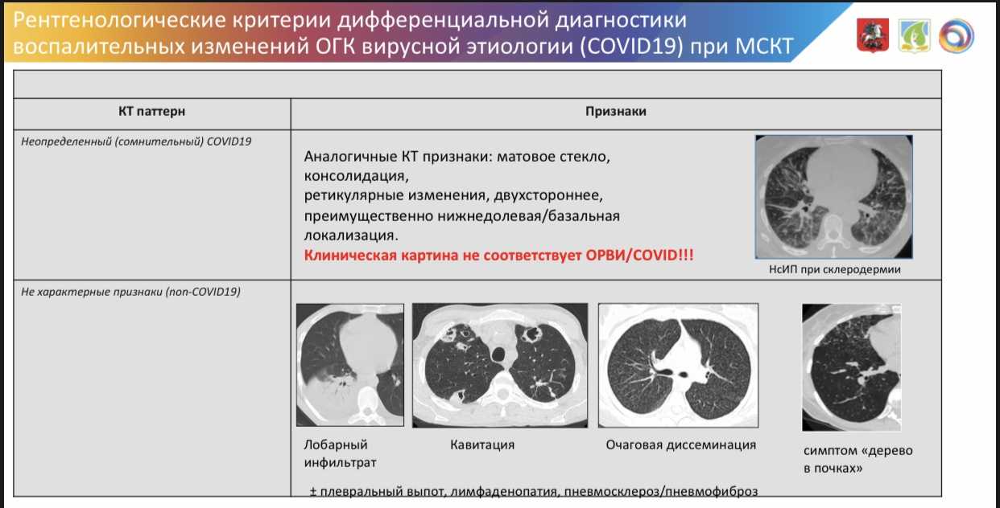 Рентгенологические критерии дифференциальной диагностики
воспалительных изменений ОГК вирусной этиологии (COVID19) при МСКТ
КТ паттерн
Признаки
Неопределенный (сомнительный) COVID19
Аналогичные КТ признаки: матовое стекло,
консолидация,
ретикулярные изменения, двухстороннее,
преимущественно нижнедолевая/базальная
локализация.
Клиническая картина не соответствует ОРВИ/COVID!!!
НсИП при склеродермии
Не характерные признаки (non-COVID19)
Лобарный
инфильтрат
Кавитация
Очаговая диссеминация
симптом «дерево
в почках»
± плевральный выпот, лимфаденопатия, пневмосклероз/пневмофиброз